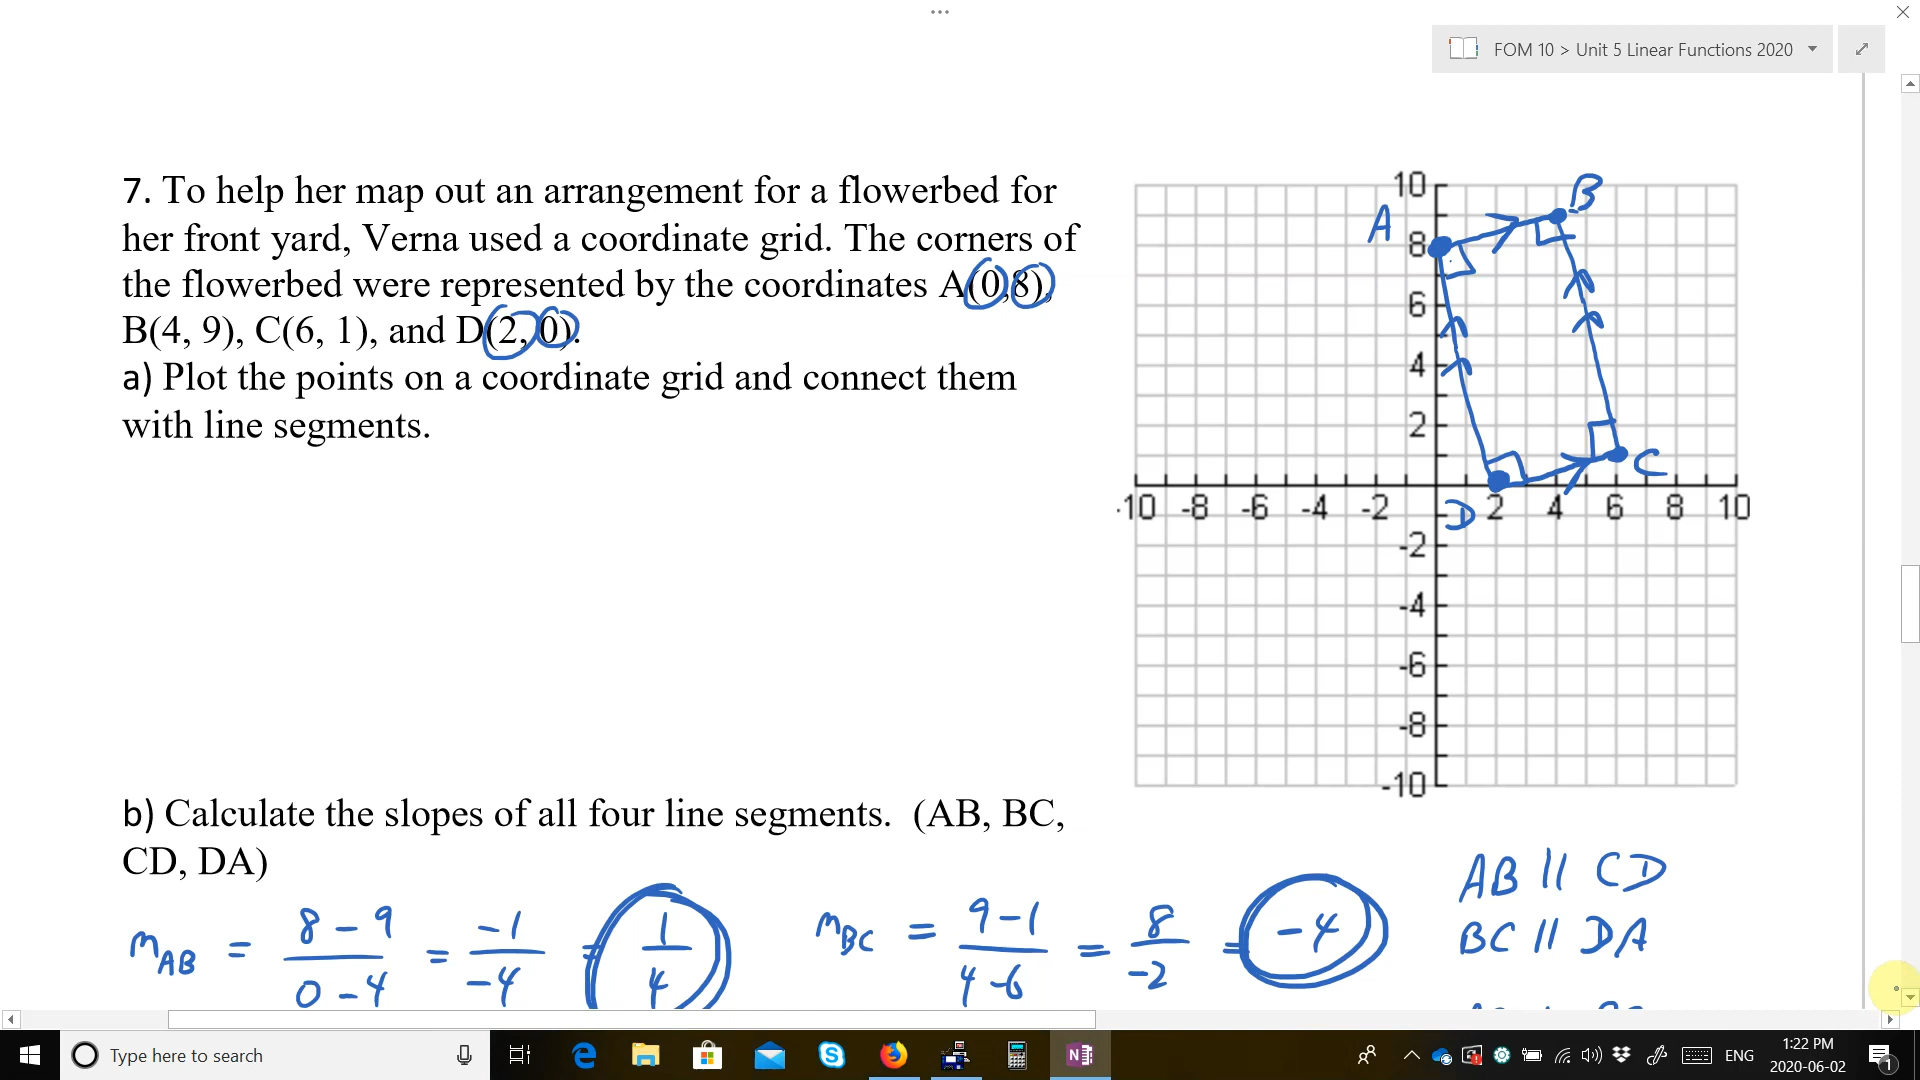 FOM 10 > Unit 5 Linear Functions 2020
7. To help her map out an arrangement for a flowerbed for
her front yard, Verna used a coordinate grid. The corners of
the flowerbed were represented by the coordinates A(0,8),
B(4, 9), C(6, 1), and D(2, 0).
a) Plot the points on a coordinate grid and connect them
with line segments.
10
B
A
8
6
4
2
C
-10 -8 -6 -4 -2 D 2 4 6 8 10
-2
-4
-6
-8
-10
b) Calculate the slopes of all four line segments. (AB, BC,
CD, DA)
AB || CD
BC || DA
m_AB = (8 - 9)/(0 - 4) = -1/-4 = 1/4
m_BC = (9 - 1)/(4 - 6) = 8/-2 = -4
Type here to search
N
ENG
1:22 PM
2020-06-02
1